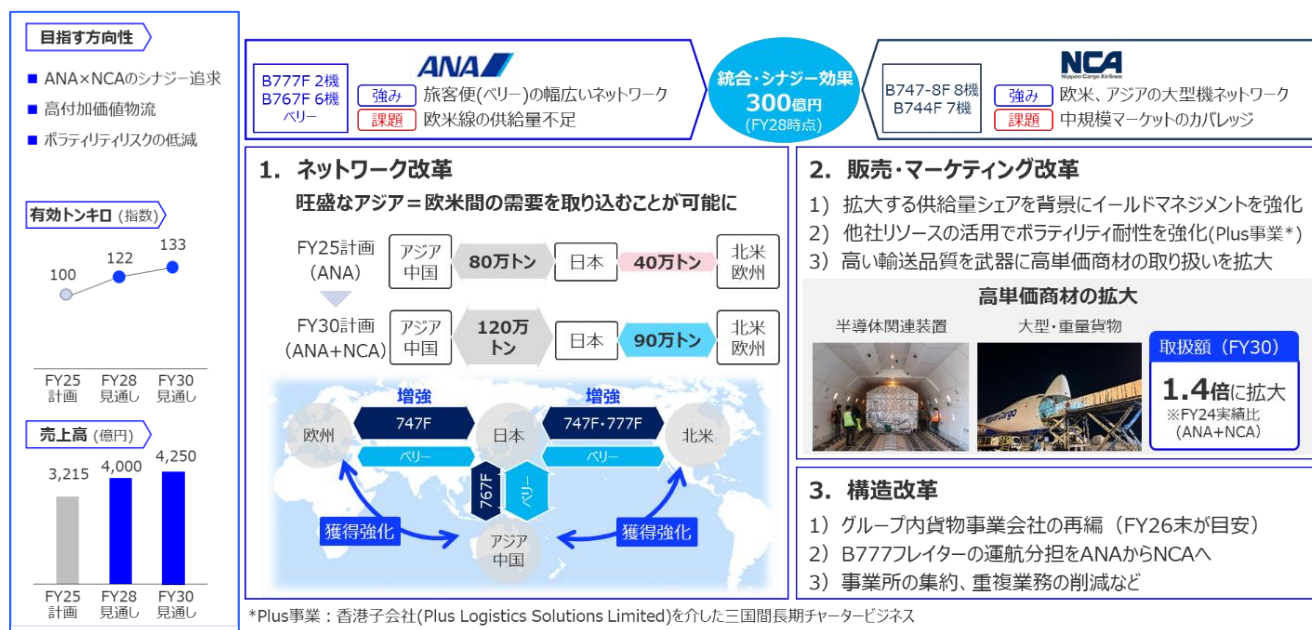 目指す方向性
■ ANA×NCAのシナジー追求
■ 高付加価値物流
■ ボラティリティリスクの低減
有効トンキロ (指数)
100
122
133
FY25
計画
FY28
見通し
FY30
見通し
売上高 (億円)
3,215
4,000
4,250
FY25
計画
FY28
見通し
FY30
見通し
B777F 2機
B767F 6機
ベリー
ANA
強み 旅客便(ベリー)の幅広いネットワーク
課題 欧米線の供給量不足
統合・シナジー効果
300億円
(FY28時点)
B747-8F 8機
B744F 7機
NCA
Nippon Cargo Airlines
強み 欧米、アジアの大型機ネットワーク
課題 中規模マーケットのカバレッジ
1. ネットワーク改革
旺盛なアジア=欧米間の需要を取り込むことが可能に
FY25計画
(ANA)
アジア
中国
80万トン
日本
40万トン
北米
欧州
FY30計画
(ANA+NCA)
アジア
中国
120万
トン
日本
90万トン
北米
欧州
増強
増強
欧州
747F
日本
747F・777F
北米
ベリー
ベリー
767F
ベリー
獲得強化
獲得強化
アジア
中国
2. 販売・マーケティング改革
1) 拡大する供給量シェアを背景にイールドマネジメントを強化
2) 他社リソースの活用でボラティリティ耐性を強化(Plus事業*)
3) 高い輸送品質を武器に高単価商材の取り扱いを拡大
高単価商材の拡大
半導体関連装置
大型・重量貨物
取扱額(FY30)
1.4倍に拡大
※FY24実績比
(ANA+NCA)
3. 構造改革
1) グループ内貨物事業会社の再編(FY26末が目安)
2) B777フレイターの運航分担をANAからNCAへ
3) 事業所の集約、重複業務の削減など
*Plus事業:香港子会社(Plus Logistics Solutions Limited)を介した三国間長期チャータービジネス